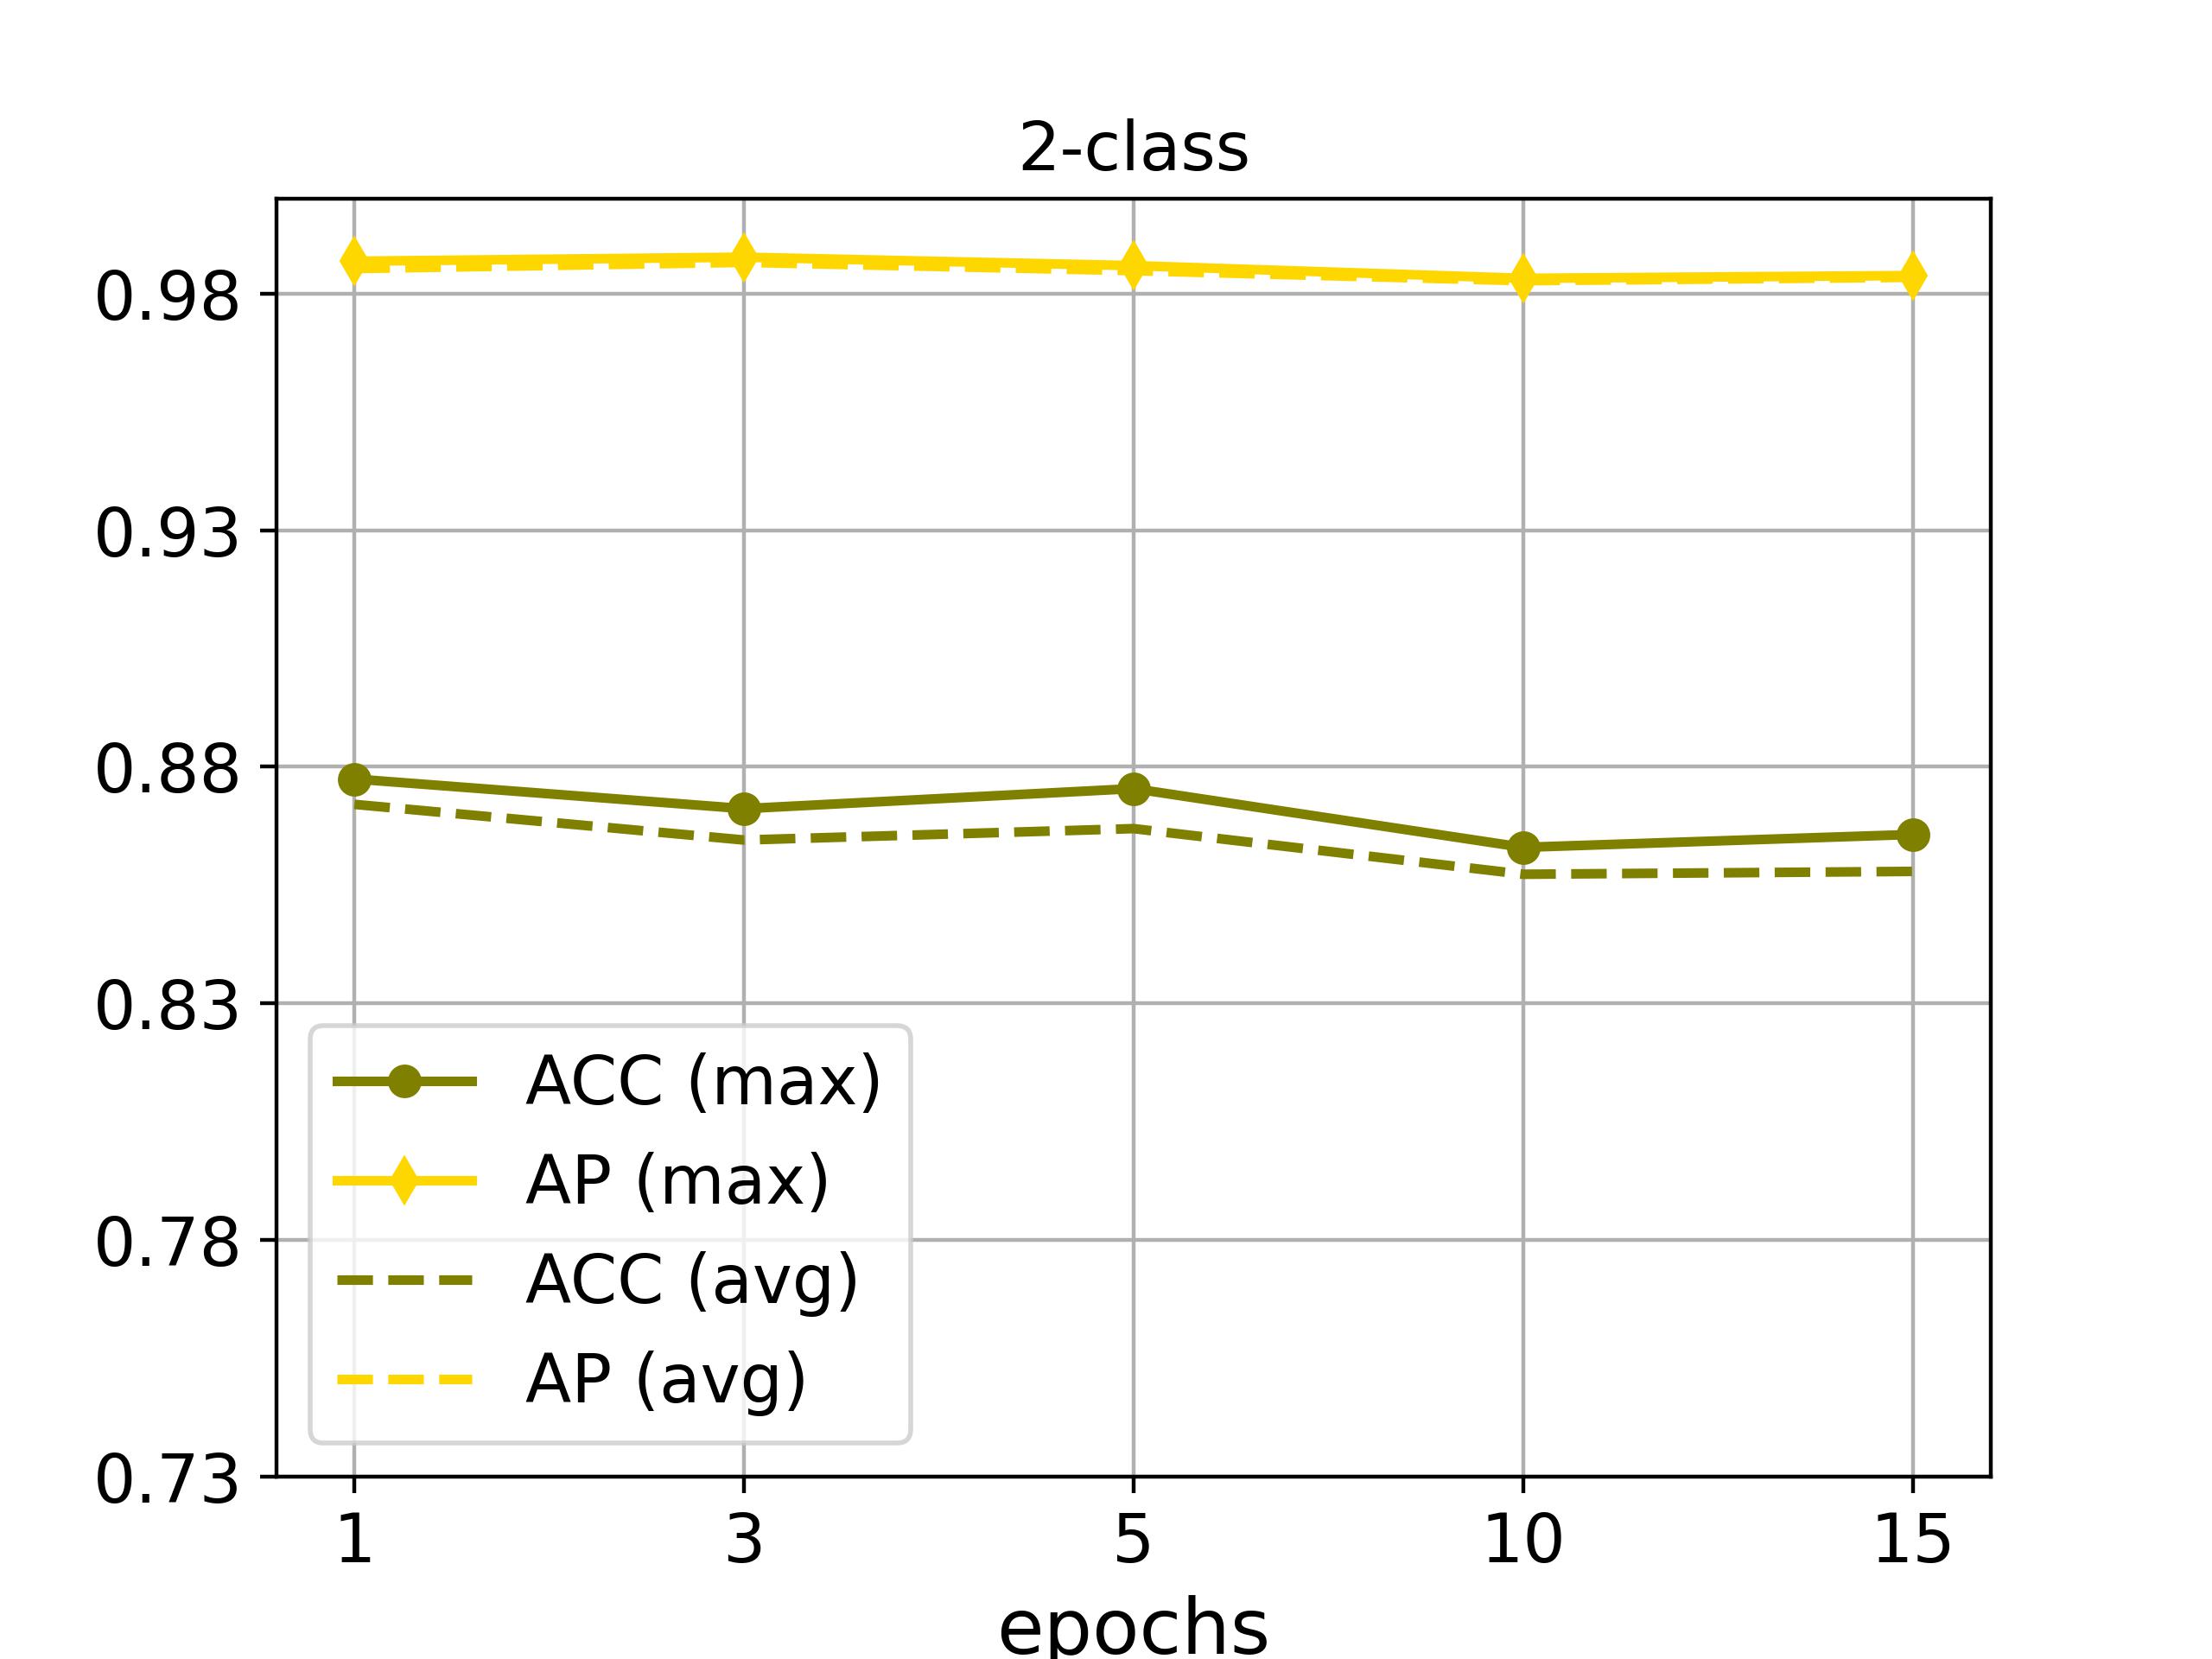 2-class
0.98
0.93
0.88
0.83
0.78
0.73
ACC (max)
AP (max)
ACC (avg)
AP (avg)
1 3 5 10 15
epochs